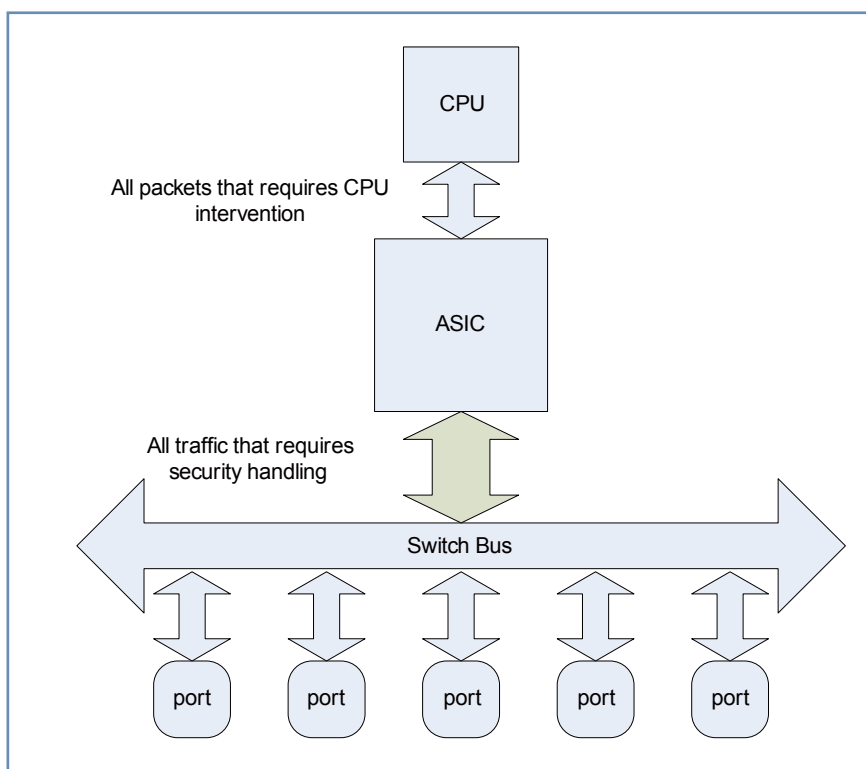 CPU
All packets that requires CPU
intervention
ASIC
All traffic that requires
security handling
Switch Bus
port
port
port
port
port